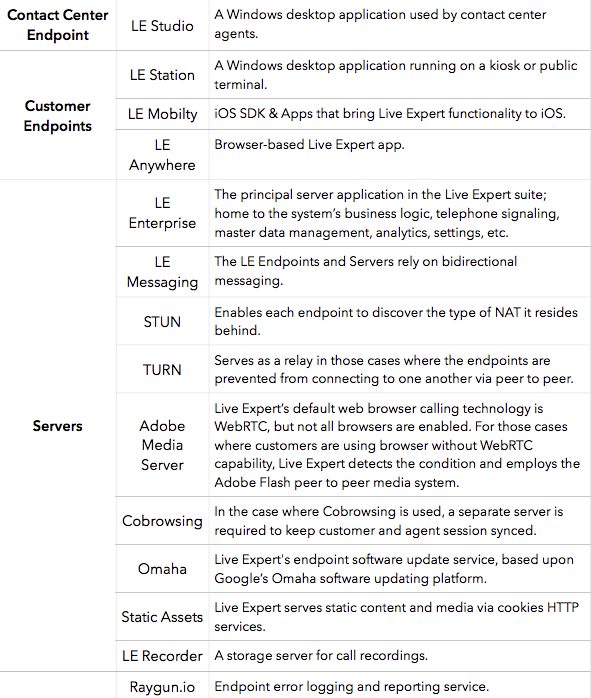 Contact Center
Endpoint
LE Studio
A Windows desktop application used by contact center
agents.
Customer
Endpoints
LE Station
A Windows desktop application running on a kiosk or public
terminal.
LE Mobilty
iOS SDK & Apps that bring Live Expert functionality to iOS.
LE
Anywhere
Browser-based Live Expert app.
Servers
LE
Enterprise
The principal server application in the Live Expert suite;
home to the system's business logic, telephone signaling,
master data management, analytics, settings, etc.
LE
Messaging
The LE Endpoints and Servers rely on bidirectional
messaging.
STUN
Enables each endpoint to discover the type of NAT it resides
behind.
TURN
Serves as a relay in those cases where the endpoints are
prevented from connecting to one another via peer to peer.
Adobe
Media
Server
Live Expert's default web browser calling technology is
WebRTC, but not all browsers are enabled. For those cases
where customers are using browser without WebRTC
capability, Live Expert detects the condition and employs the
Adobe Flash peer to peer media system.
Cobrowsing
In the case where Cobrowsing is used, a separate server is
required to keep customer and agent session synced.
Omaha
Live Expert's endpoint software update service, based upon
Google's Omaha software updating platform.
Static Assets
Live Expert serves static content and media via cookies HTTP
services.
LE Recorder
A storage server for call recordings.
Raygun.io
Endpoint error logging and reporting service.